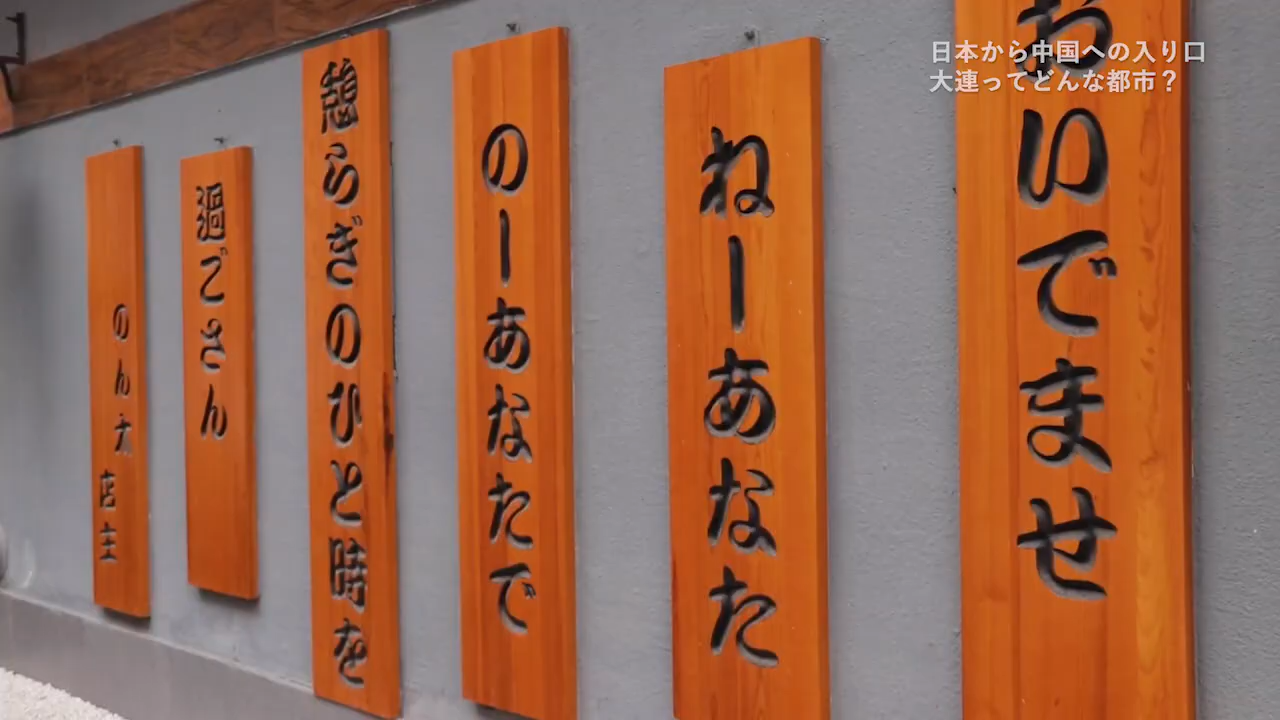 日本から中国への入り口
大連ってどんな都市？
おいでませ
ねーあなた
のーあなたで
憩らぎのひと時を
過ごさん
のん太
店主